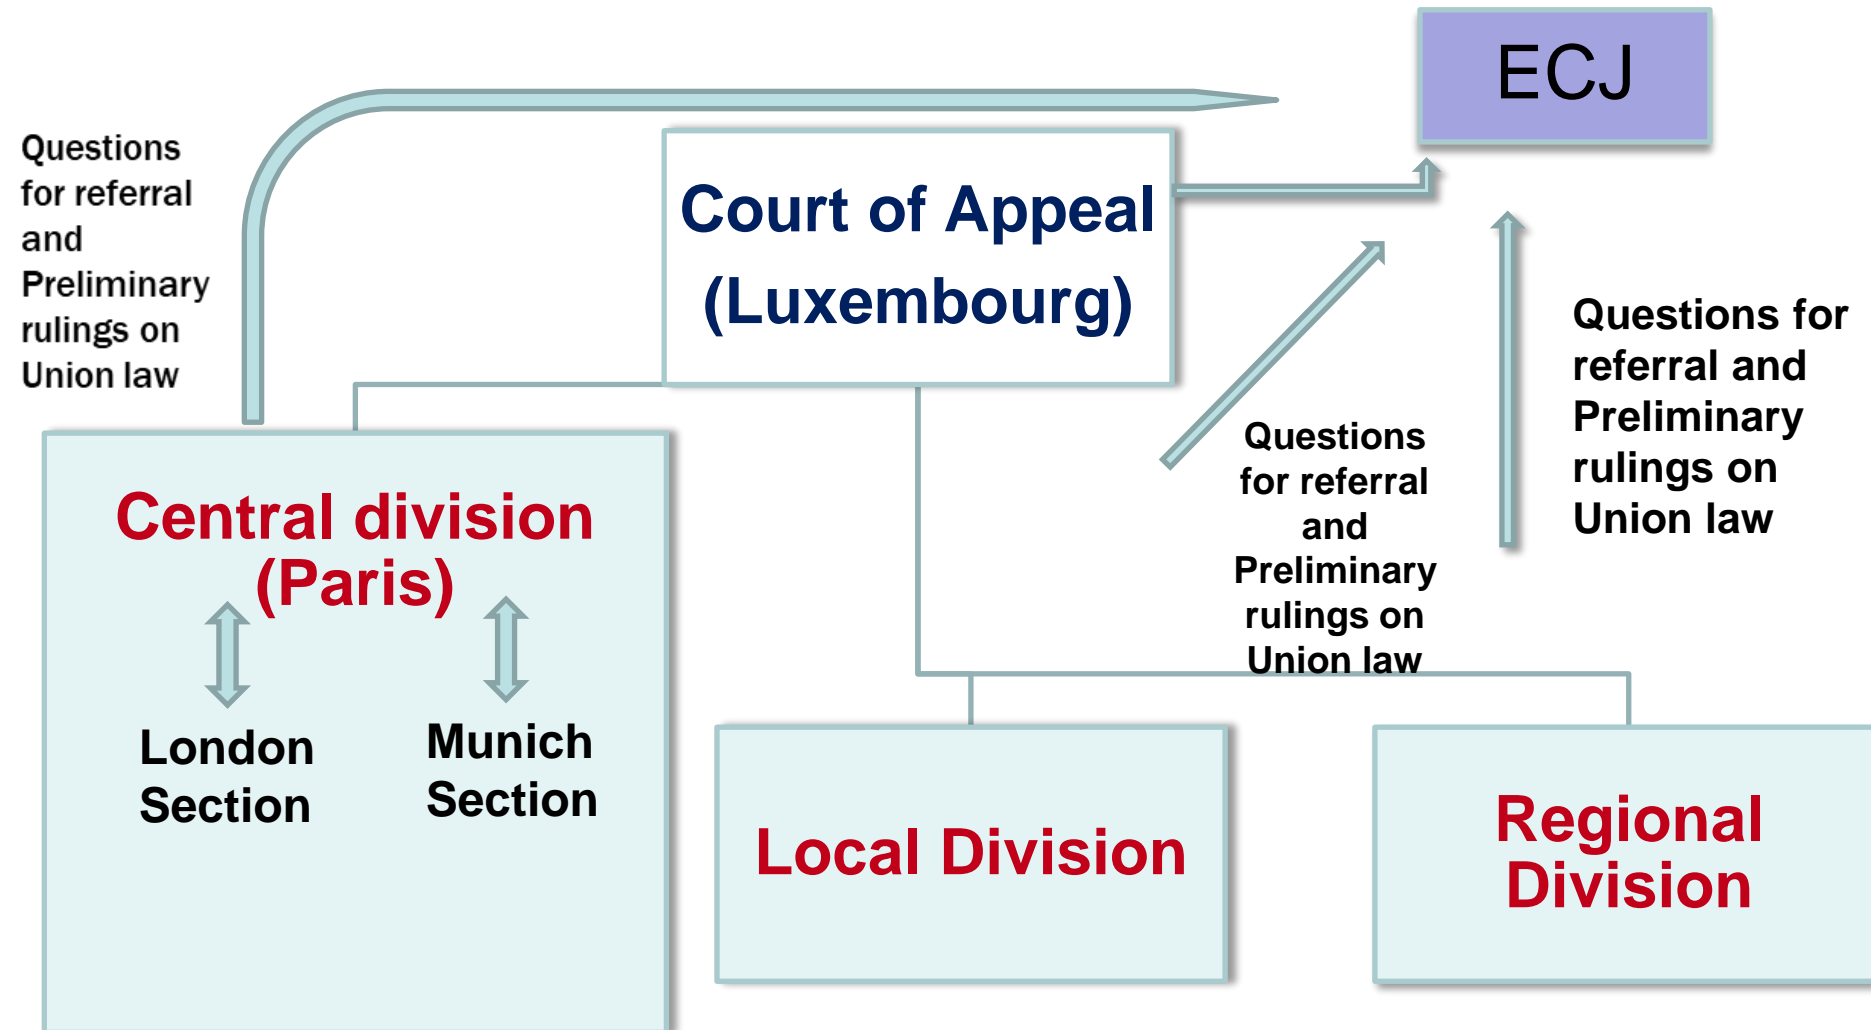 ECJ
Questions
for referral
and
Preliminary
rulings on
Union law
Court of Appeal
(Luxembourg)
Questions for
referral and
Preliminary
rulings on
Union law
Questions
for referral
and
Preliminary
rulings on
Union law
Central division
(Paris)
London
Section
Munich
Section
Local Division
Regional
Division